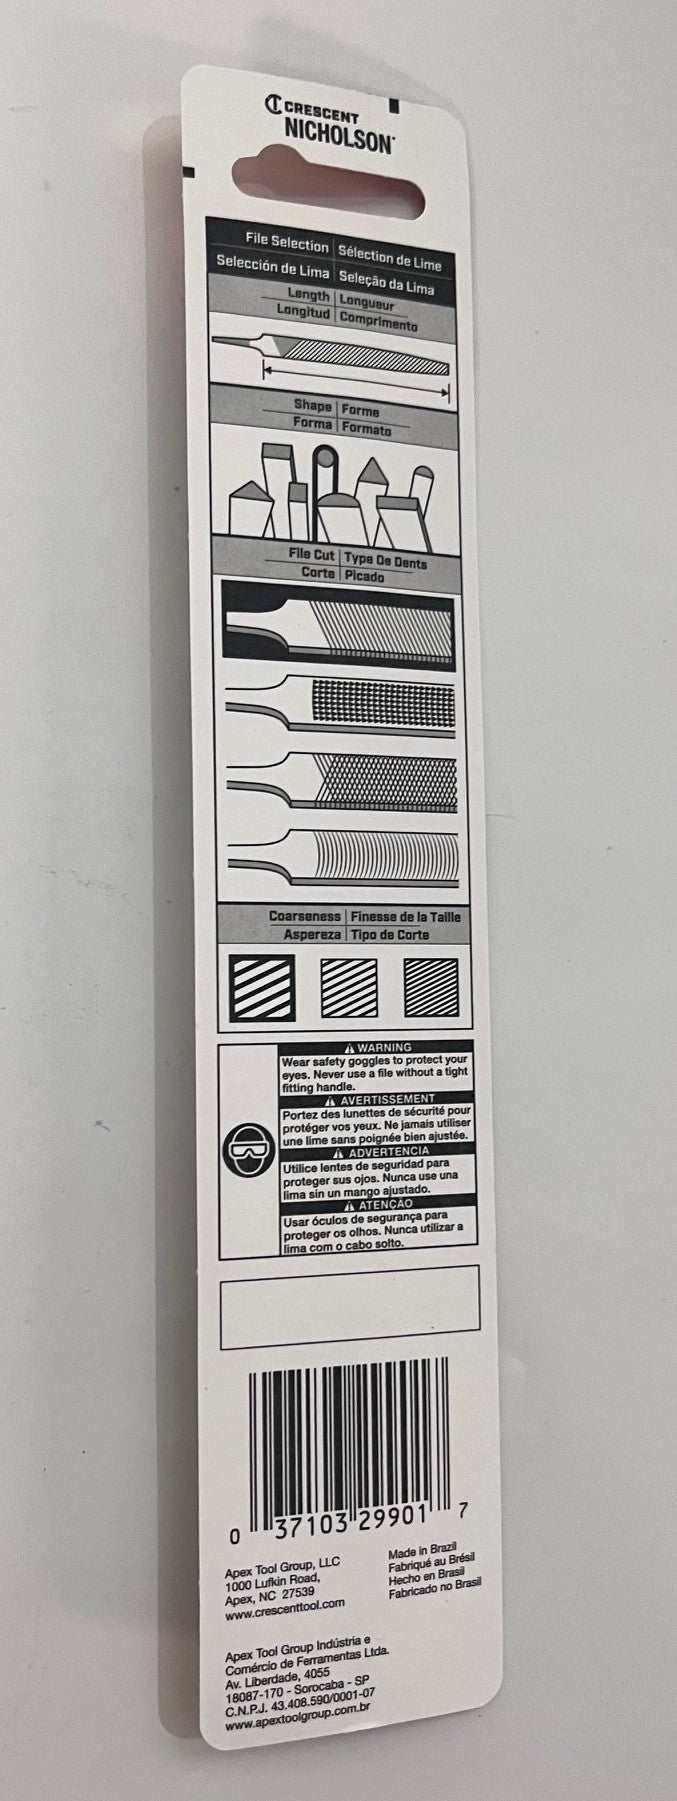 CRESCENT
NICHOLSON
File Selection | Sélection de Lime
Selección de Lima | Seleção da Lima
Length | Longueur
Longitud | Comprimento
Shape | Forme
Forma | Formato
File Cut | Type De Dents
Corte | Picado
Coarseness | Finesse de la Taille
Aspereza | Tipo de Corte
WARNING
Wear safety goggles to protect your
eyes. Never use a file without a tight
fitting handle.
AVERTISSEMENT
Portez des lunettes de sécurité pour
protéger vos yeux. Ne jamais utiliser
une lime sans poignée bien ajustée.
ADVERTENCIA
Utilice lentes de seguridad para
proteger sus ojos. Nunca use una
lima sin un mango ajustado.
ATENCÃO
Usar óculos de segurança para
proteger os olhos. Nunca utilizar a
lima com o cabo solto.
0 37103 29901 7
Apex Tool Group, LLC
1000 Lufkin Road,
Apex, NC 27539
www.crescenttool.com
Made in Brazil
Fabriqué au Brésil
Hecho en Brasil
Fabricado no Brasil
Apex Tool Group Indústria e
Comércio de Ferramentas Ltda.
Av. Liberdade, 4055
18087-170 - Sorocaba - SP
C.N.P.J. 43.408.590/0001-07
www.apextoolgroup.com.br